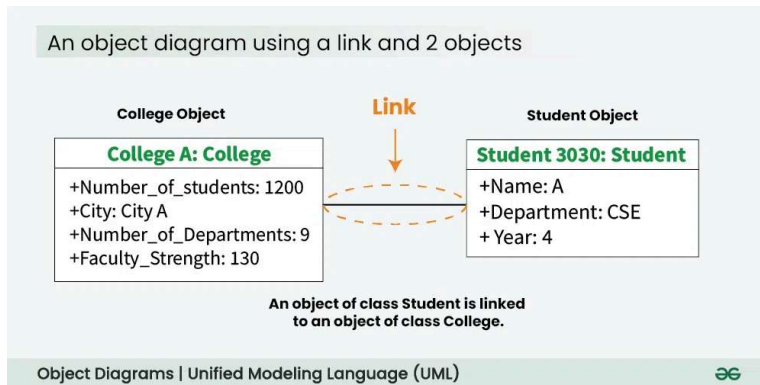 An object diagram using a link and 2 objects
College Object
College A: College
+Number_of_students: 1200
+City: City A
+Number_of_Departments: 9
+Faculty_Strength: 130
Link
Student Object
Student 3030: Student
+Name: A
+Department: CSE
+ Year: 4
An object of class Student is linked
to an object of class College.
Object Diagrams | Unified Modeling Language (UML)